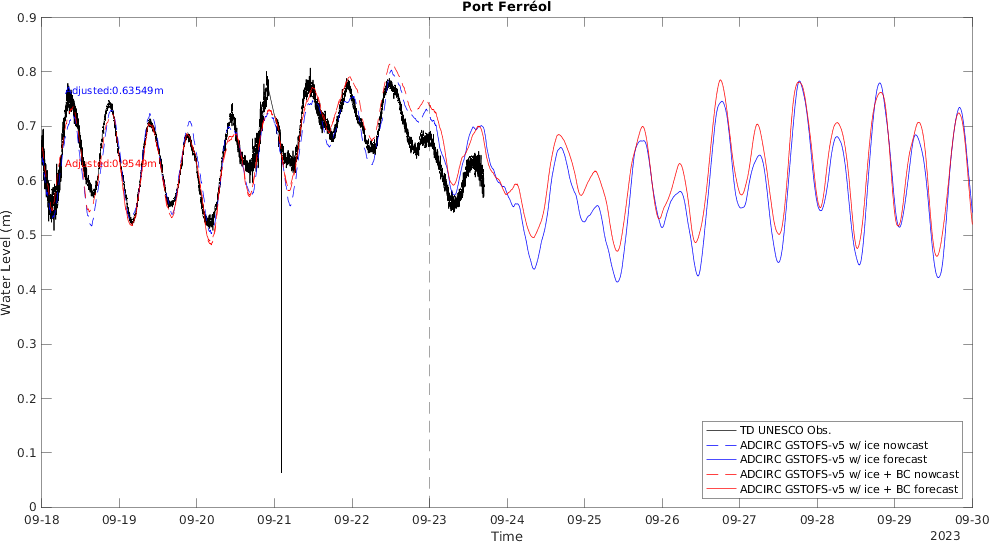 Port Ferréol
0.9
0.8
0.7
0.6
0.5
0.4
0.3
0.2
0.1
0
Water Level (m)
Adjusted:0.63549m
Adjusted:0.9549m
TD UNESCO Obs.
ADCIRC GSTOFS-v5 w/ ice nowcast
ADCIRC GSTOFS-v5 w/ ice forecast
ADCIRC GSTOFS-v5 w/ ice + BC nowcast
ADCIRC GSTOFS-v5 w/ ice + BC forecast
09-18 09-19 09-20 09-21 09-22 09-23 09-24 09-25 09-26 09-27 09-28 09-29 09-30
Time
2023